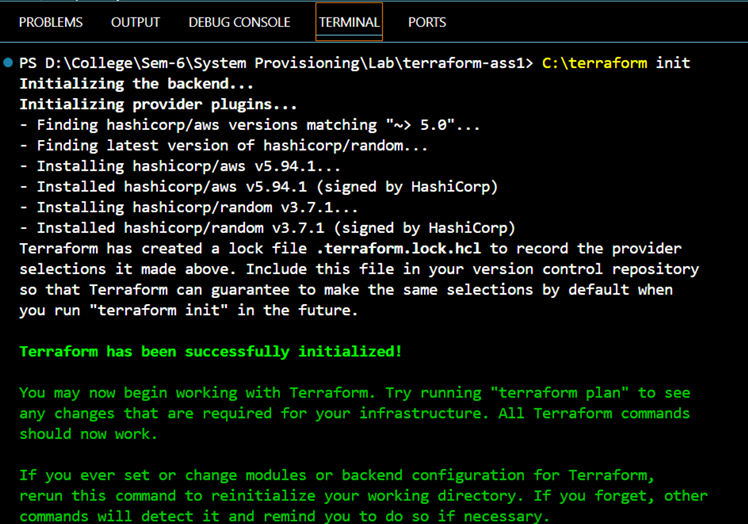 PROBLEMS OUTPUT DEBUG CONSOLE TERMINAL PORTS
PS D:\College\Sem-6\System Provisioning\Lab\terraform-ass1> C:\terraform init
Initializing the backend...
Initializing provider plugins...
- Finding hashicorp/aws versions matching "~> 5.0"...
- Finding latest version of hashicorp/random...
- Installing hashicorp/aws v5.94.1...
- Installed hashicorp/aws v5.94.1 (signed by HashiCorp)
- Installing hashicorp/random v3.7.1...
- Installed hashicorp/random v3.7.1 (signed by HashiCorp)
Terraform has created a lock file .terraform.lock.hcl to record the provider
selections it made above. Include this file in your version control repository
so that Terraform can guarantee to make the same selections by default when
you run "terraform init" in the future.
Terraform has been successfully initialized!
You may now begin working with Terraform. Try running "terraform plan" to see
any changes that are required for your infrastructure. All Terraform commands
should now work.
If you ever set or change modules or backend configuration for Terraform,
rerun this command to reinitialize your working directory. If you forget, other
commands will detect it and remind you to do so if necessary.